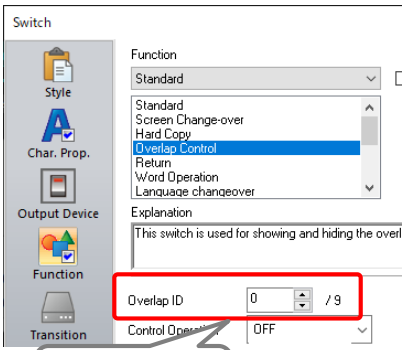 Switch
Style
Char. Prop.
Output Device
Function
Transition
Function
Standard
Standard
Screen Change-over
Hard Copy
Overlap Control
Return
Word Operation
Language changeover
Explanation
This switch is used for showing and hiding the overl
Overlap ID
0
/ 9
Control Operation
OFF